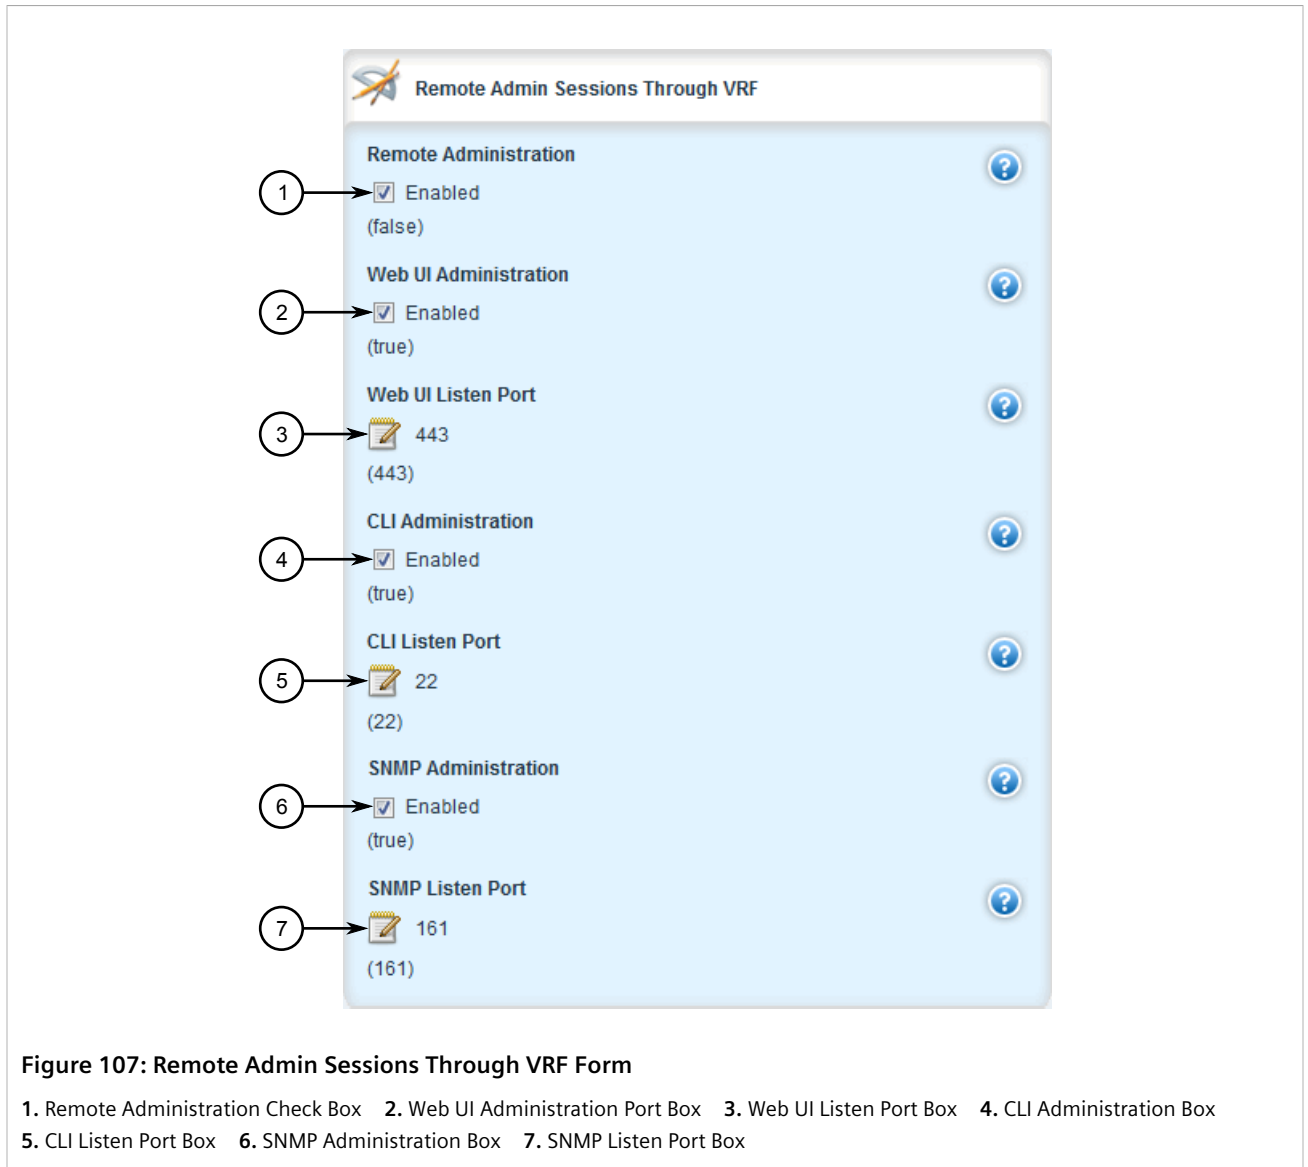 Remote Admin Sessions Through VRF
Remote Administration
?
1
Enabled
(false)
Web UI Administration
?
2
Enabled
(true)
Web UI Listen Port
?
3
443
(443)
CLI Administration
?
4
Enabled
(true)
CLI Listen Port
?
5
22
(22)
SNMP Administration
?
6
Enabled
(true)
SNMP Listen Port
?
7
161
(161)
Figure 107: Remote Admin Sessions Through VRF Form
1. Remote Administration Check Box 2. Web UI Administration Port Box 3. Web UI Listen Port Box 4. CLI Administration Box
5. CLI Listen Port Box 6. SNMP Administration Box 7. SNMP Listen Port Box